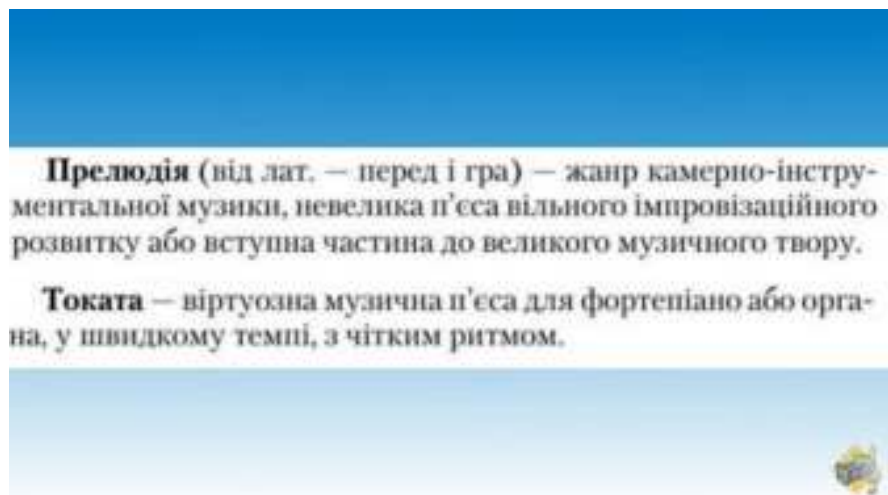 Прелюдія (від лат. — перед і гра) — жанр камерно-інстру-
ментальної музики, невелика п'єса вільного імпровізаційного
розвитку або вступна частина до великого музичного твору.
Токата — віртуозна музична п'єса для фортепіано або орга-
на, у швидкому темпі, з чітким ритмом.